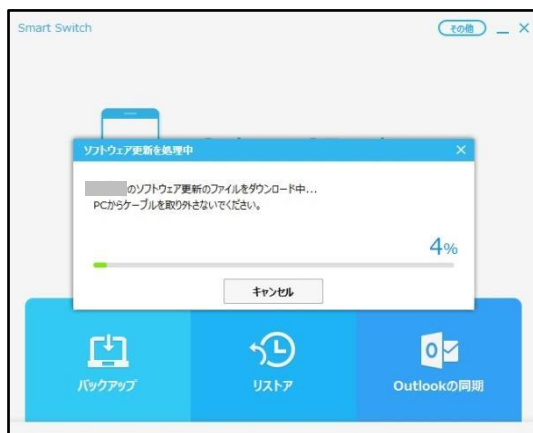 Smart Switch
その他
ソフトウェア更新を処理中
のソフトウェア更新のファイルをダウンロード中...
PCからケーブルを取り外さないでください。
4%
キャンセル
バックアップ
リストア
Outlookの同期